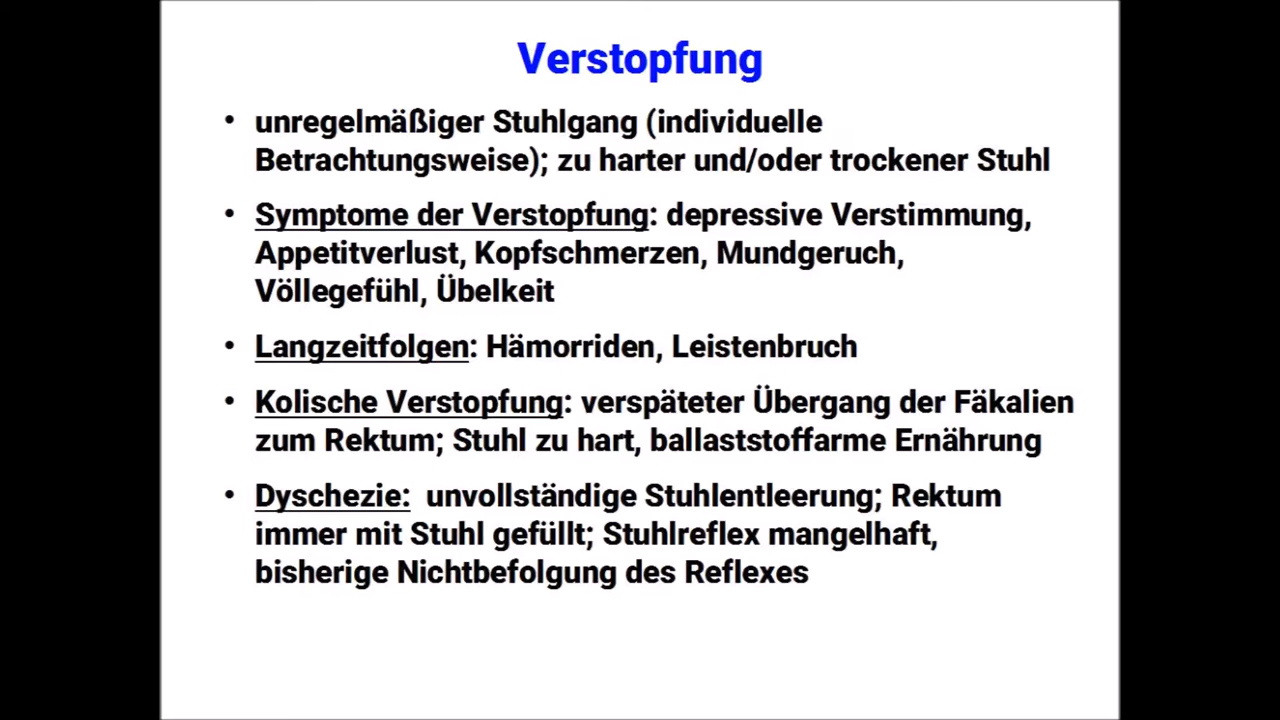 Verstopfung
• unregelmäßiger Stuhlgang (individuelle
Betrachtungsweise); zu harter und/oder trockener Stuhl
• Symptome der Verstopfung: depressive Verstimmung,
Appetitverlust, Kopfschmerzen, Mundgeruch,
Völlegefühl, Übelkeit
• Langzeitfolgen: Hämorriden, Leistenbruch
• Kolische Verstopfung: verspäteter Übergang der Fäkalien
zum Rektum; Stuhl zu hart, ballaststoffarme Ernährung
• Dyschezie: unvollständige Stuhlentleerung; Rektum
immer mit Stuhl gefüllt; Stuhlreflex mangelhaft,
bisherige Nichtbefolgung des Reflexes